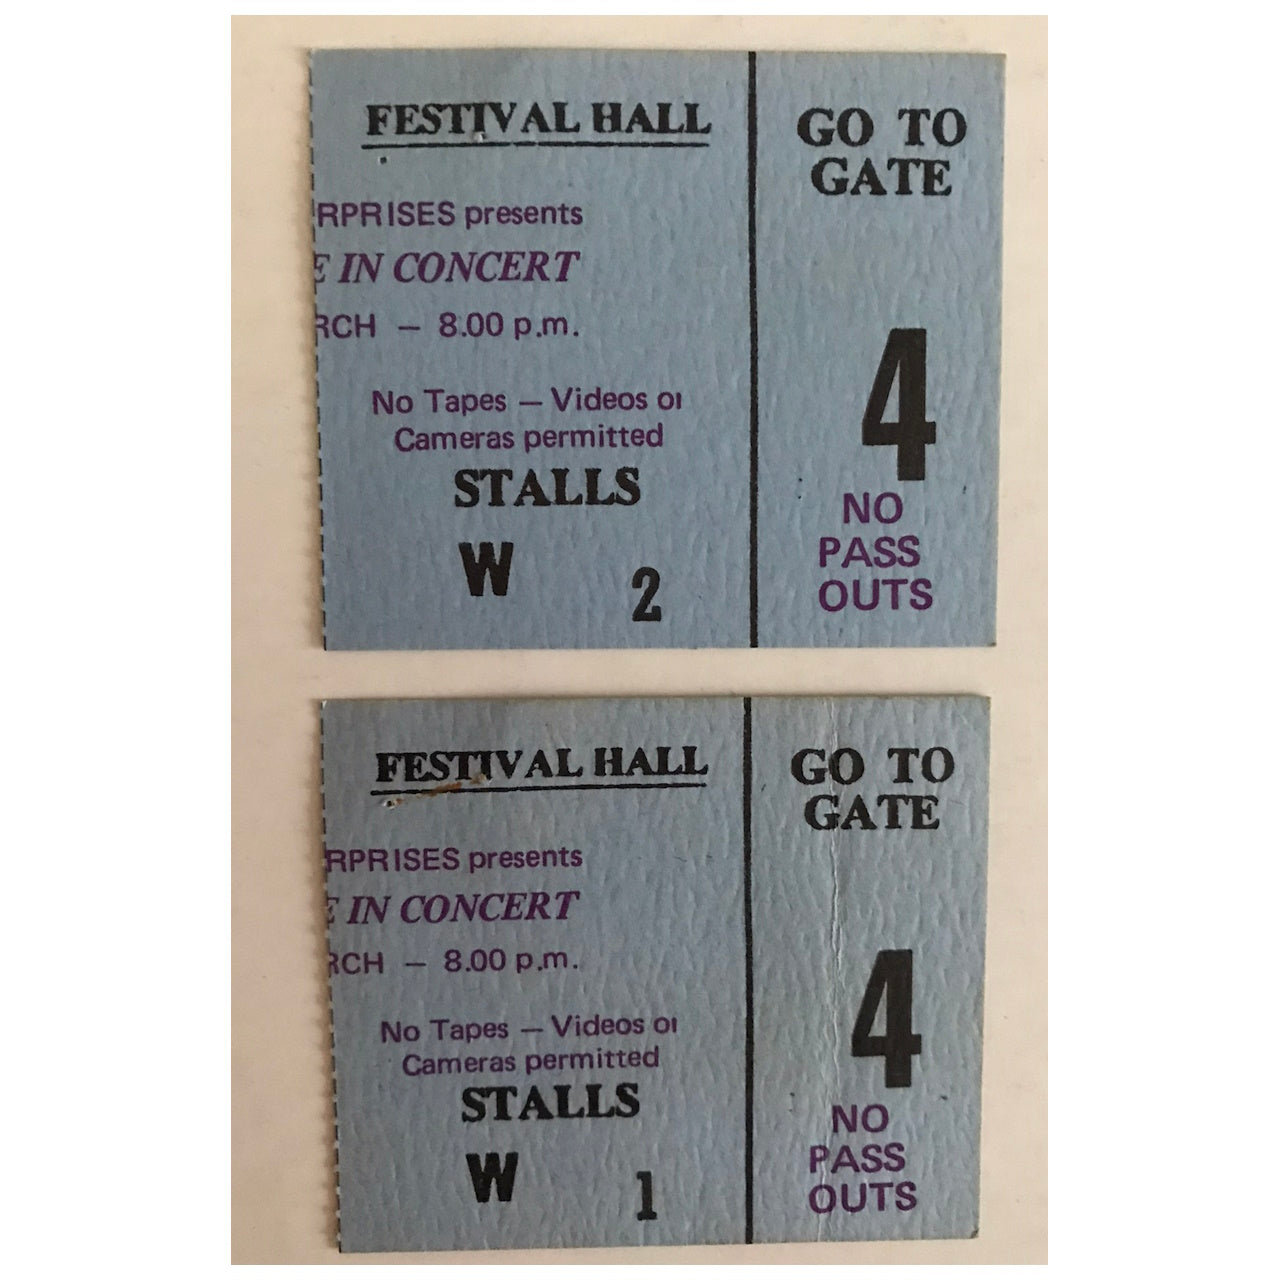 FESTIVAL HALL
RPRISES presents
E IN CONCERT
RCH — 8.00 p.m.
No Tapes — Videos or
Cameras permitted
STALLS
W 2
GO TO
GATE
4
NO
PASS
OUTS
FESTIVAL HALL
RPRISES presents
E IN CONCERT
RCH — 8.00 p.m.
No Tapes — Videos or
Cameras permitted
STALLS
W 1
GO TO
GATE
4
NO
PASS
OUTS